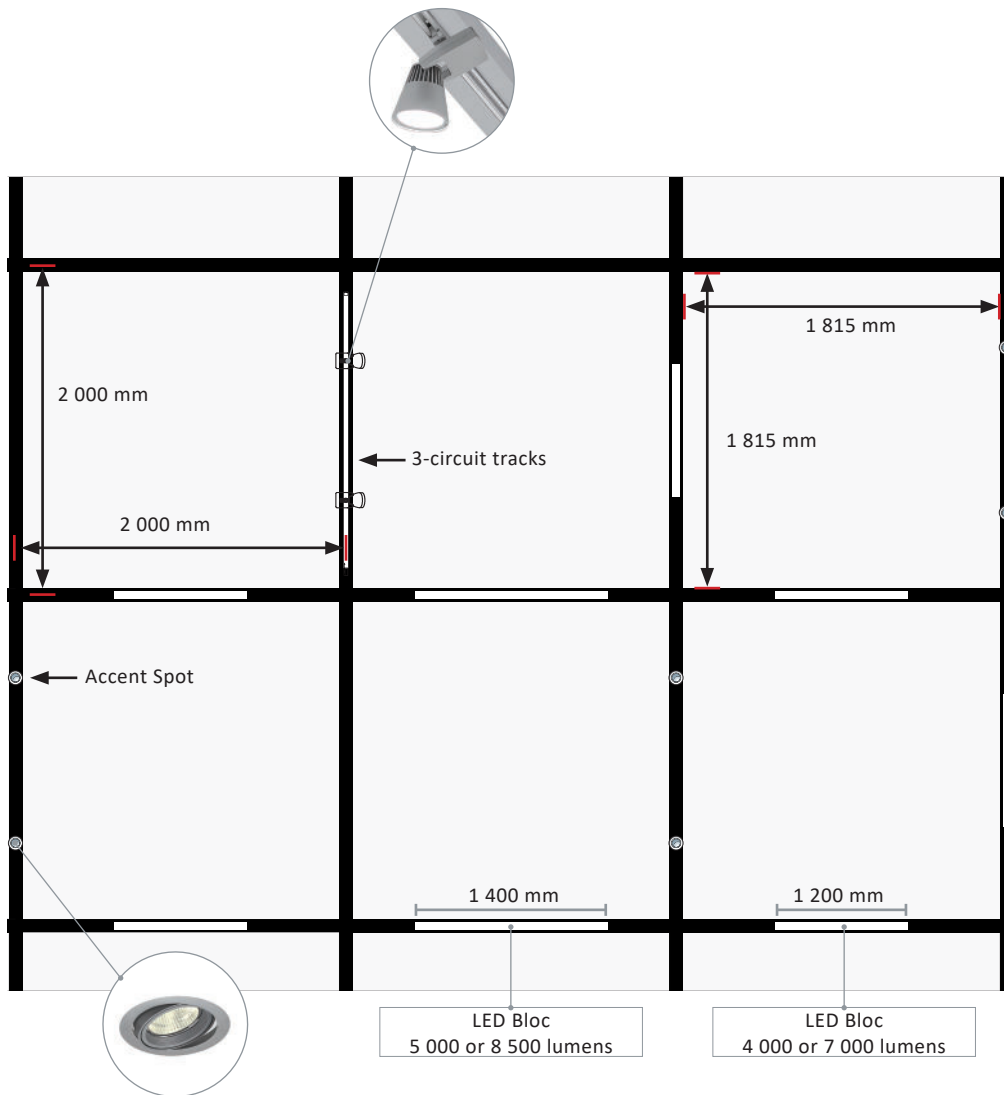 1 815 mm
2 000 mm
1 815 mm
3-circuit tracks
2 000 mm
Accent Spot
1 400 mm
1 200 mm
LED Bloc
5 000 or 8 500 lumens
LED Bloc
4 000 or 7 000 lumens